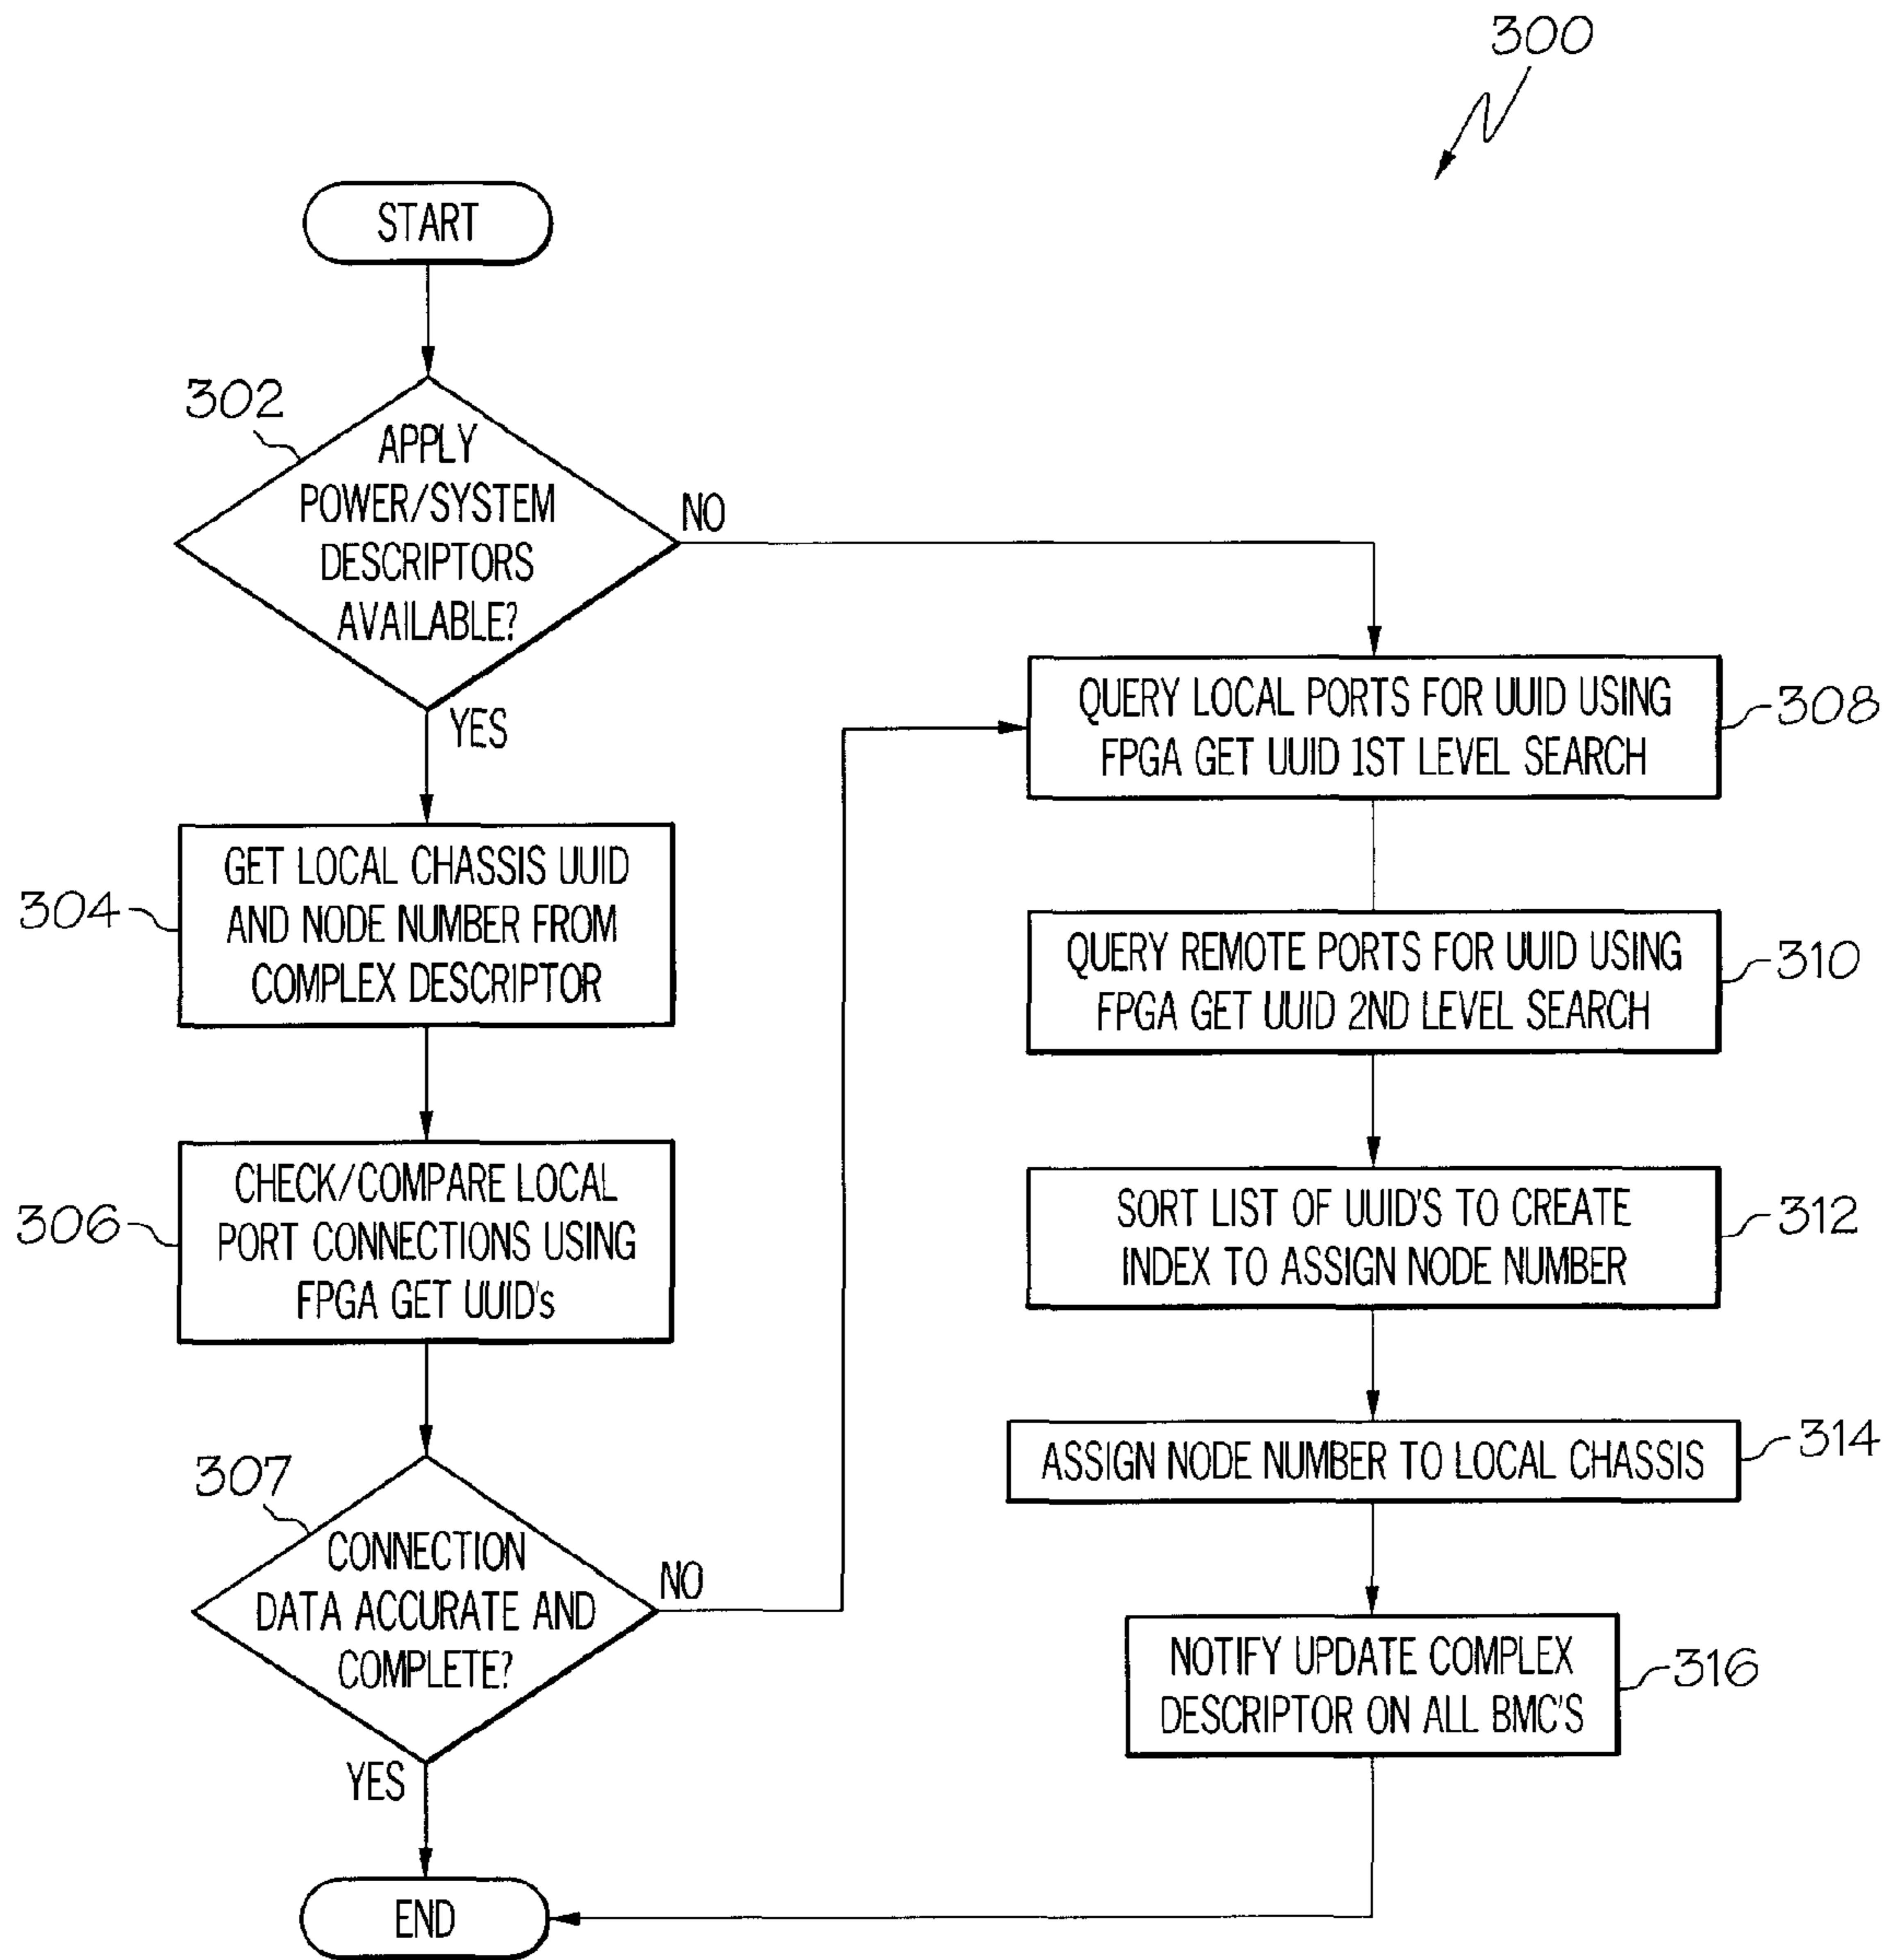 300
START
302
APPLY
POWER/SYSTEM
DESCRIPTORS
AVAILABLE?
NO
YES
304
GET LOCAL CHASSIS UUID
AND NODE NUMBER FROM
COMPLEX DESCRIPTOR
306
CHECK/COMPARE LOCAL
PORT CONNECTIONS USING
FPGA GET UUID's
307
CONNECTION
DATA ACCURATE AND
COMPLETE?
NO
YES
END
QUERY LOCAL PORTS FOR UUID USING
FPGA GET UUID 1ST LEVEL SEARCH
308
QUERY REMOTE PORTS FOR UUID USING
FPGA GET UUID 2ND LEVEL SEARCH
310
SORT LIST OF UUID'S TO CREATE
INDEX TO ASSIGN NODE NUMBER
312
ASSIGN NODE NUMBER TO LOCAL CHASSIS
314
NOTIFY UPDATE COMPLEX
DESCRIPTOR ON ALL BMC'S
316